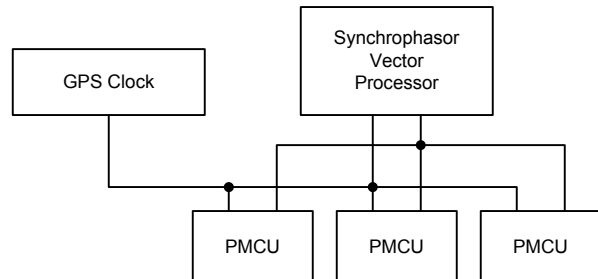 Synchrophasor
Vector
Processor
GPS Clock
PMCU
PMCU
PMCU